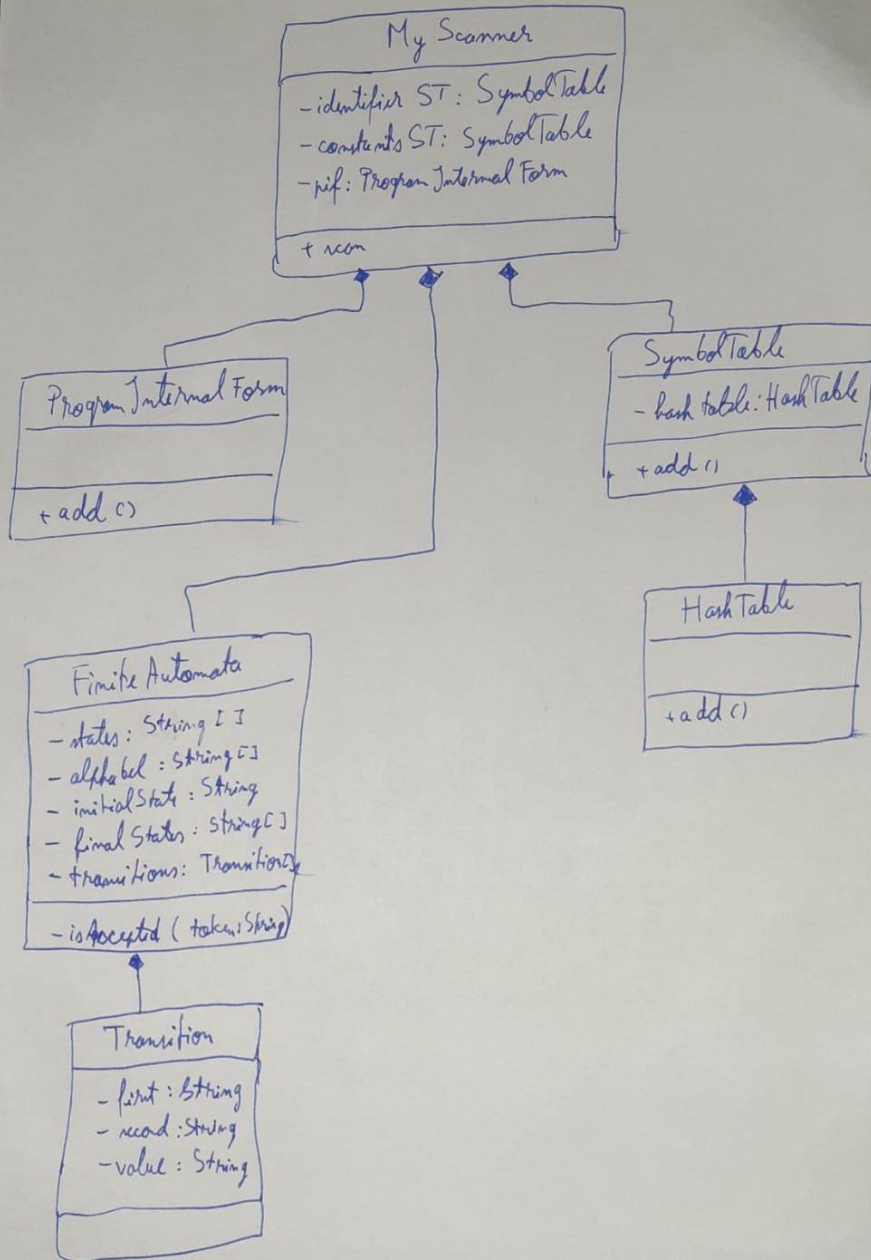 My Scanner
- identifier ST: SymbolTable
- constants ST: SymbolTable
- pif: Program Internal Form
+ scan
Program Internal Form
+ add ()
SymbolTable
- hash table: HashTable
+ add ()
HashTable
+ add ()
Finite Automata
- states: String [ ]
- alphabet : String []
- initialState : String
- finalStates : String[ ]
- transitions: Transition[]
- isAccepted ( token: String)
Transition
- first : String
- second : String
- value : String